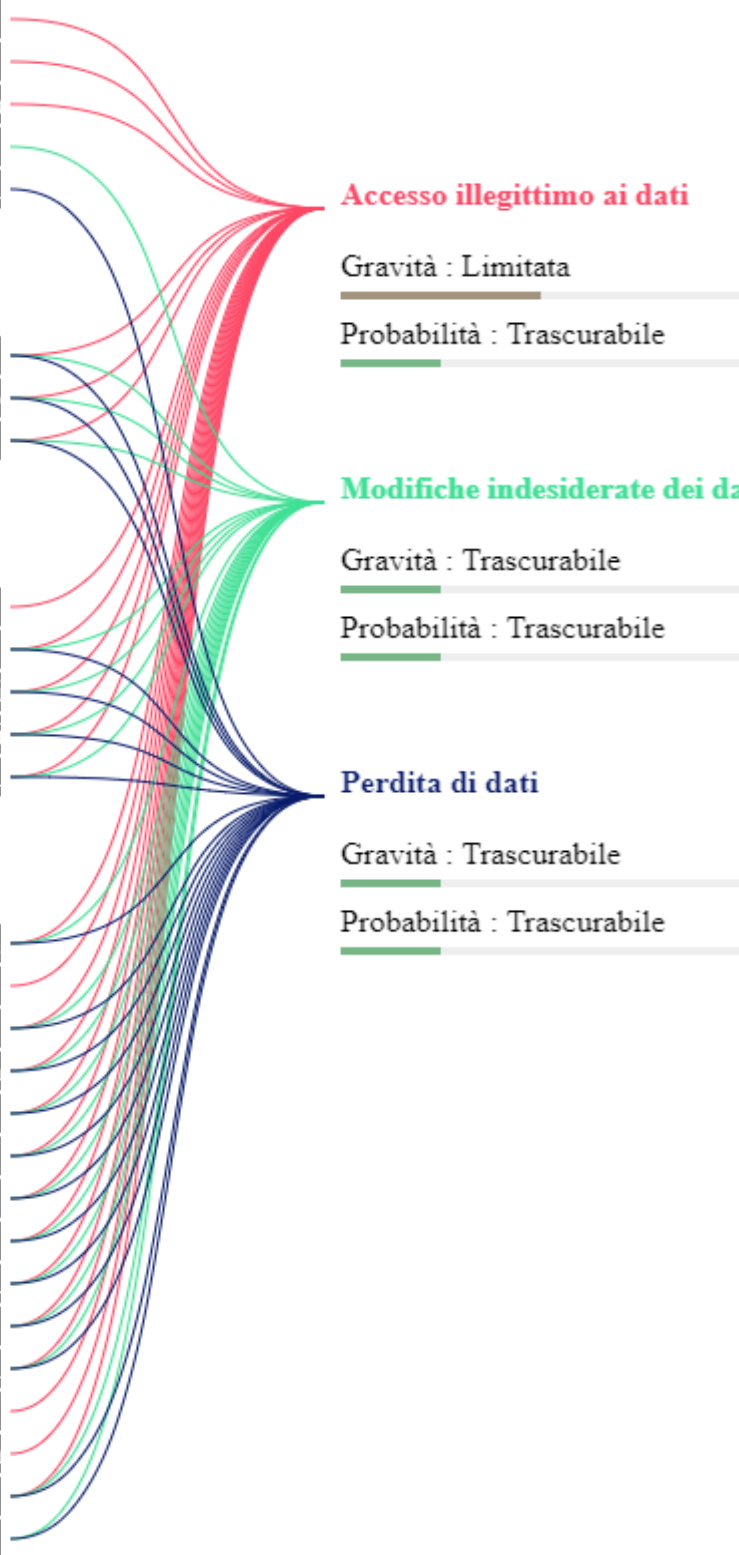 Accesso illegittimo ai dati
Gravità : Limitata
Probabilità : Trascurabile
Modifiche indesiderate dei
Gravità : Trascurabile
Probabilità : Trascurabile
Perdita di dati
Gravità : Trascurabile
Probabilità : Trascurabile